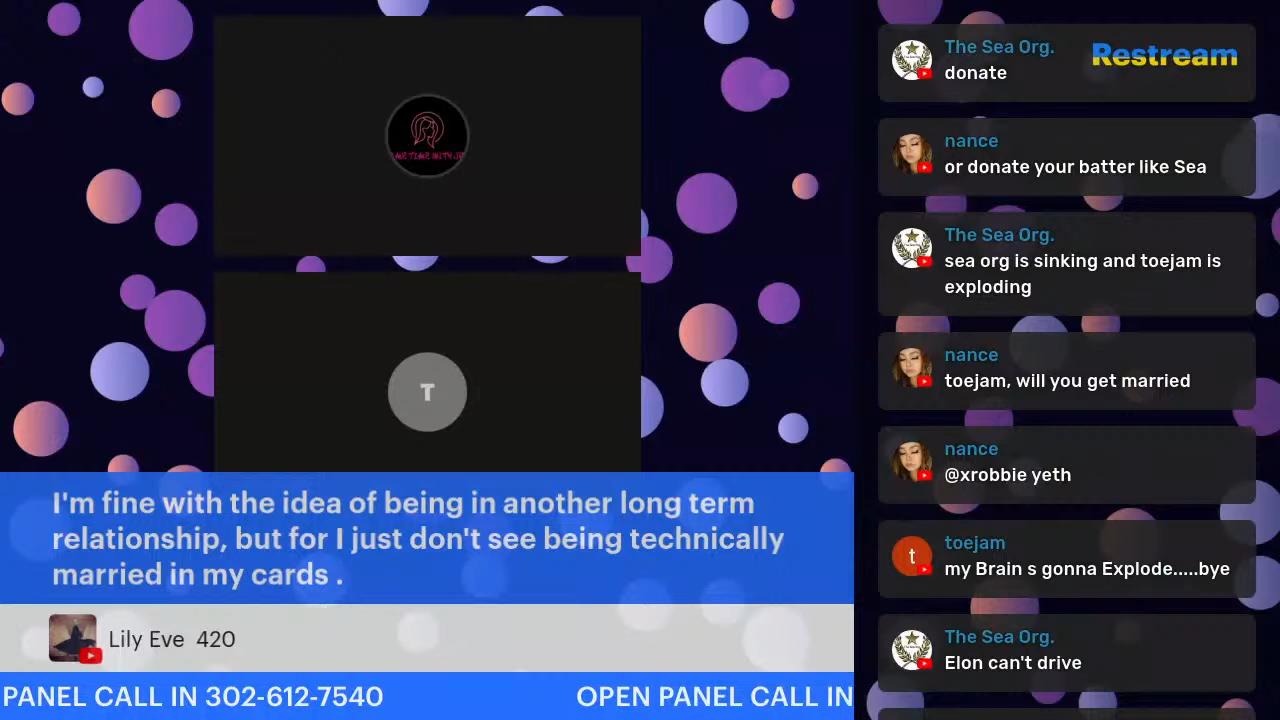 ME TIME WITH JP
T
I'm fine with the idea of being in another long term
relationship, but for I just don't see being technically
married in my cards .
Lily Eve 420
PANEL CALL IN 302-612-7540
OPEN PANEL CALL IN
Restream
The Sea Org.
donate
nance
or donate your batter like Sea
The Sea Org.
sea org is sinking and toejam is
exploding
nance
toejam, will you get married
nance
@xrobbie yeth
t
toejam
my Brain s gonna Explode.....bye
The Sea Org.
Elon can't drive